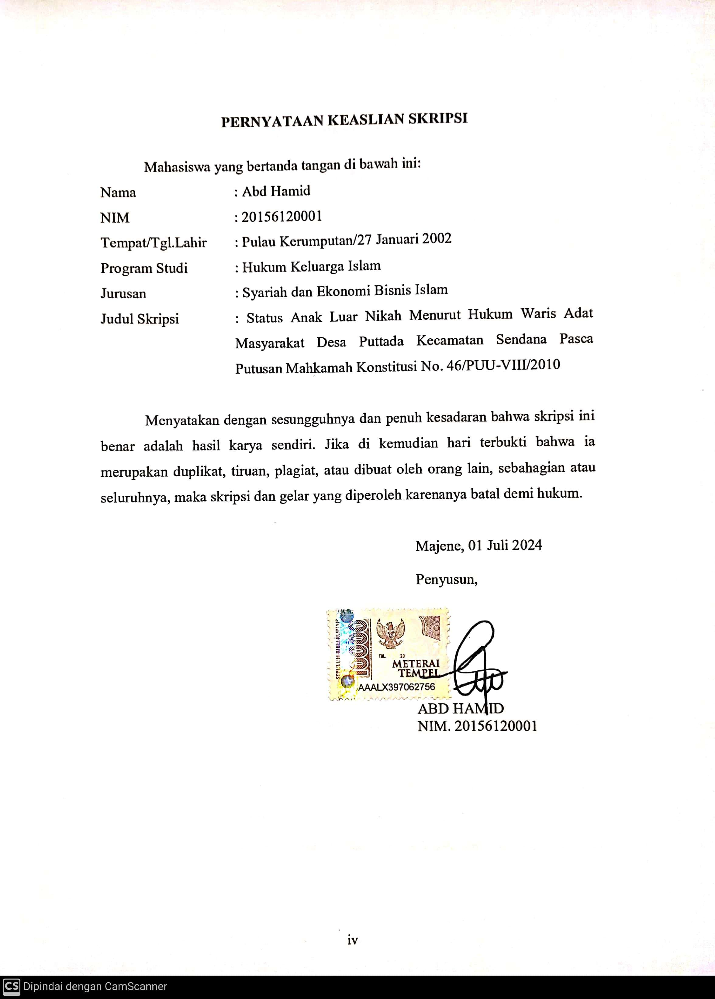 PERNYATAAN KEASLIAN SKRIPSI
Mahasiswa yang bertanda tangan di bawah ini:
Nama : Abd Hamid
NIM : 20156120001
Tempat/Tgl.Lahir : Pulau Kerumputan/27 Januari 2002
Program Studi : Hukum Keluarga Islam
Jurusan : Syariah dan Ekonomi Bisnis Islam
Judul Skripsi : Status Anak Luar Nikah Menurut Hukum Waris Adat
Masyarakat Desa Puttada Kecamatan Sendana Pasca
Putusan Mahkamah Konstitusi No. 46/PUU-VIII/2010
Menyatakan dengan sesungguhnya dan penuh kesadaran bahwa skripsi ini
benar adalah hasil karya sendiri. Jika di kemudian hari terbukti bahwa ia
merupakan duplikat, tiruan, plagiat, atau dibuat oleh orang lain, sebahagian atau
seluruhnya, maka skripsi dan gelar yang diperoleh karenanya batal demi hukum.
Majene, 01 Juli 2024
Penyusun,
SEPULUH RIBU RUPIAH
10000
TGL. 20
METERAI
TEMPEL
AAALX397062756
ABD HAMID
NIM. 20156120001
iv
CS Dipindai dengan CamScanner